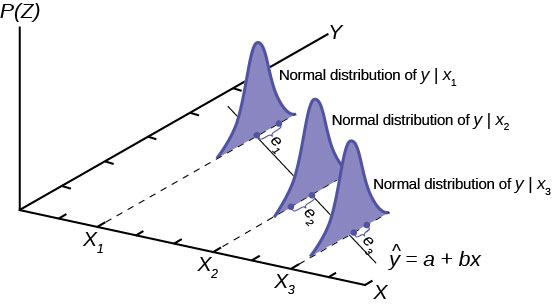 P(Z)
Y
Normal distribution of y | x₁
Normal distribution of y | x₂
Normal distribution of y | x₃
e₁
e₂
e₃
X₁
X₂
X₃
X
ŷ = a + bx